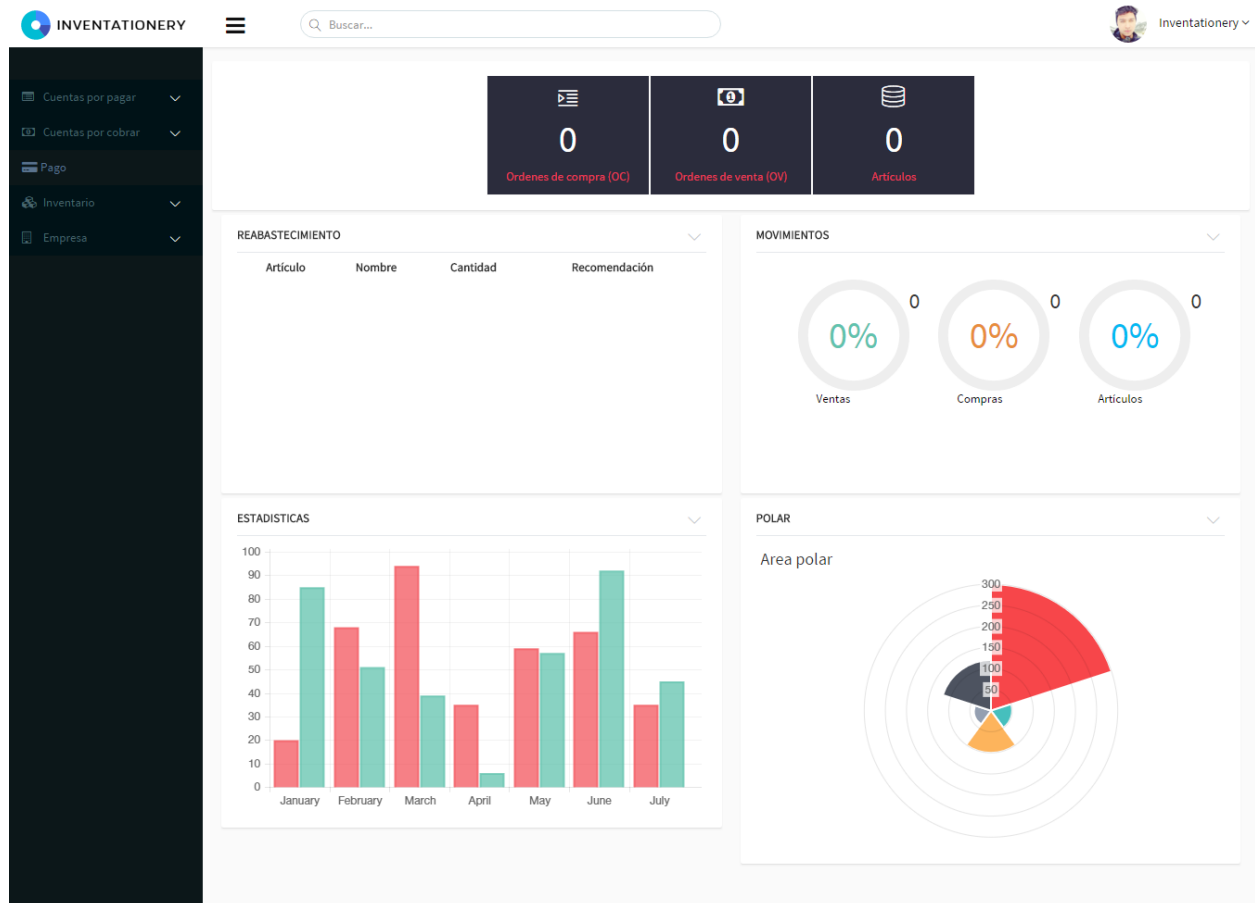 INVENTATIONERY
Buscar...
Inventationery
Cuentas por pagar
Cuentas por cobrar
Pago
Inventario
Empresa
0
Ordenes de compra (OC)
0
Ordenes de venta (OV)
0
Artículos
REABASTECIMIENTO
Artículo Nombre Cantidad Recomendación
MOVIMIENTOS
0% 0
Ventas
0% 0
Compras
0% 0
Artículos
ESTADISTICAS
100
90
80
70
60
50
40
30
20
10
0
January February March April May June July
POLAR
Area polar
300
250
200
150
100
50